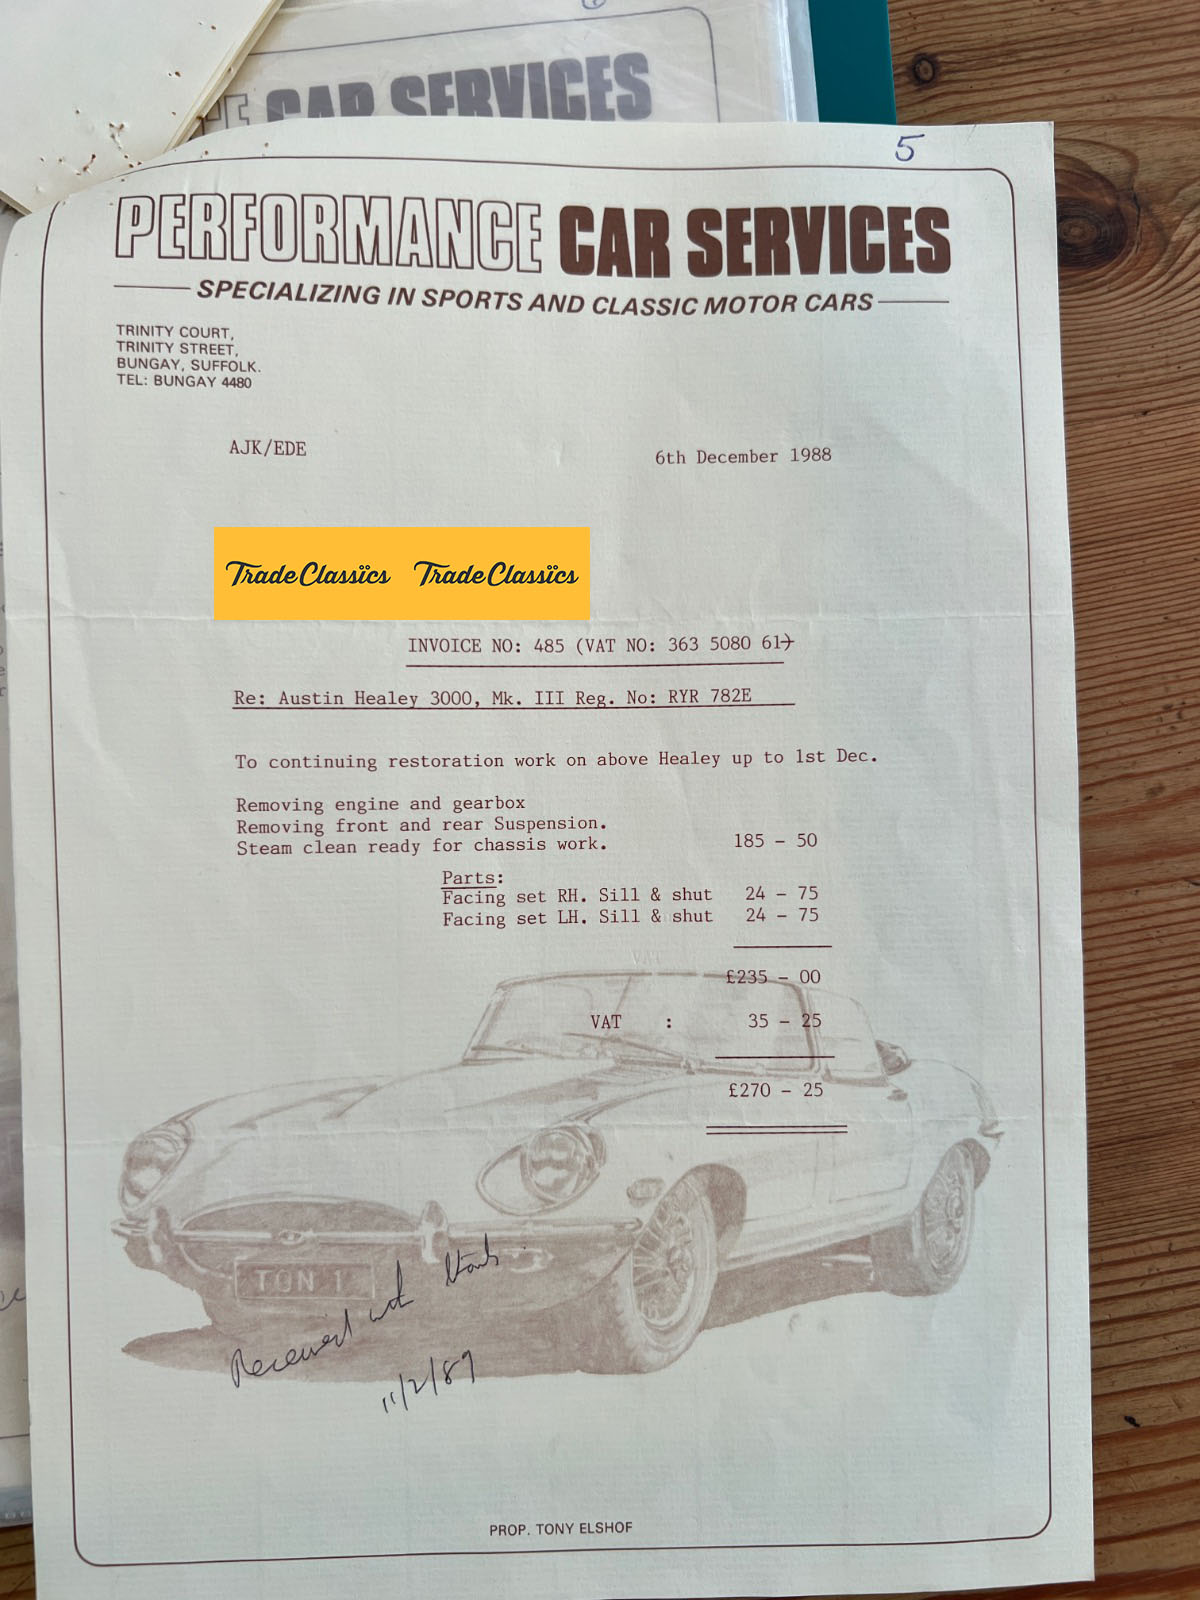 CAR SERVICES
5
PERFORMANCE CAR SERVICES
SPECIALIZING IN SPORTS AND CLASSIC MOTOR CARS
TRINITY COURT,
TRINITY STREET,
BUNGAY, SUFFOLK.
TEL: BUNGAY 4480
AJK/EDE
6th December 1988
Trade Classics Trade Classics
INVOICE NO: 485 (VAT NO: 363 5080 61)
Re: Austin Healey 3000, Mk. III Reg. No: RYR 782E
To continuing restoration work on above Healey up to 1st Dec.
Removing engine and gearbox
Removing front and rear Suspension.
Steam clean ready for chassis work. 185 - 50
Parts:
Facing set RH. Sill & shut 24 - 75
Facing set LH. Sill & shut 24 - 75
VAT
£235 - 00
VAT : 35 - 25
£270 - 25
TON 1
Received with thanks
11/2/89
PROP. TONY ELSHOF